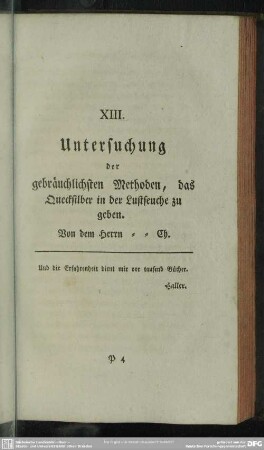 XIII.
Untersuchung
der
gebräuchlichsten Methoden, das
Quecksilber in der Lustseuche zu
geben.
Von dem Herrn = = Ch.
Und die Erfahrenheit dient mir vor tausend Bücher.
Haller.
P 4